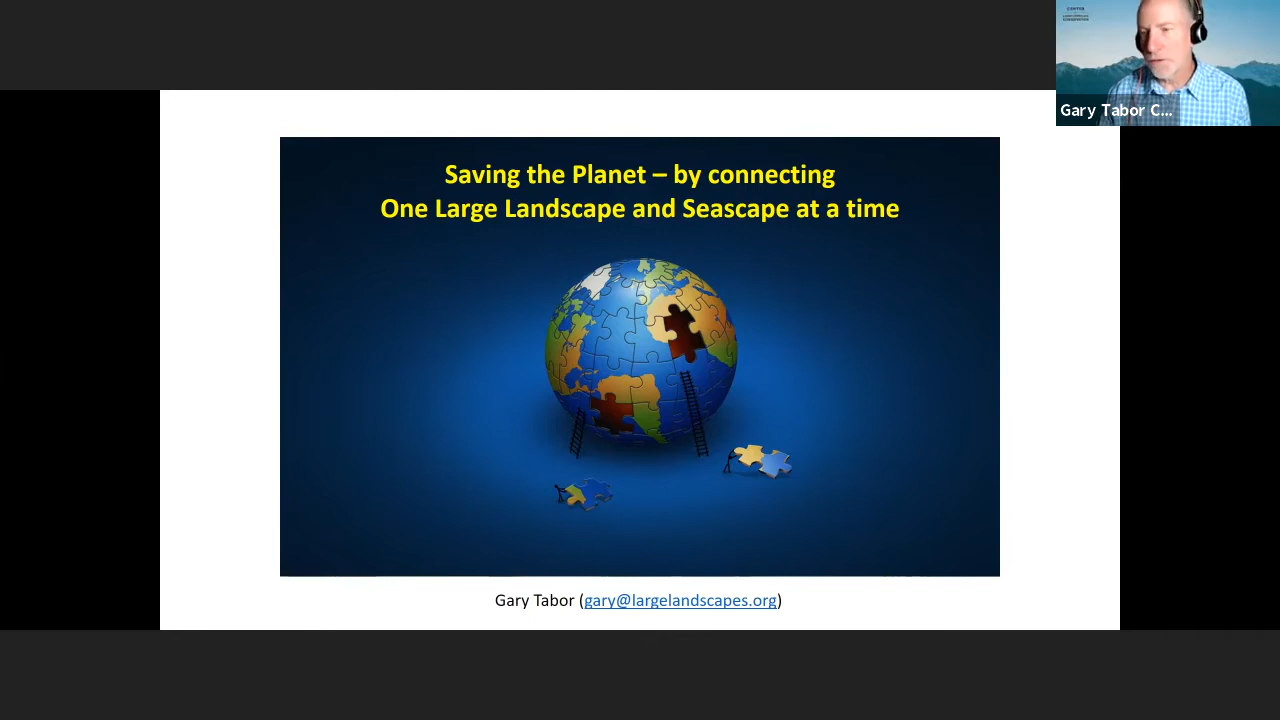 CENTER
Gary Tabor C...
Saving the Planet – by connecting
One Large Landscape and Seascape at a time
Gary Tabor (gary@largelandscapes.org)